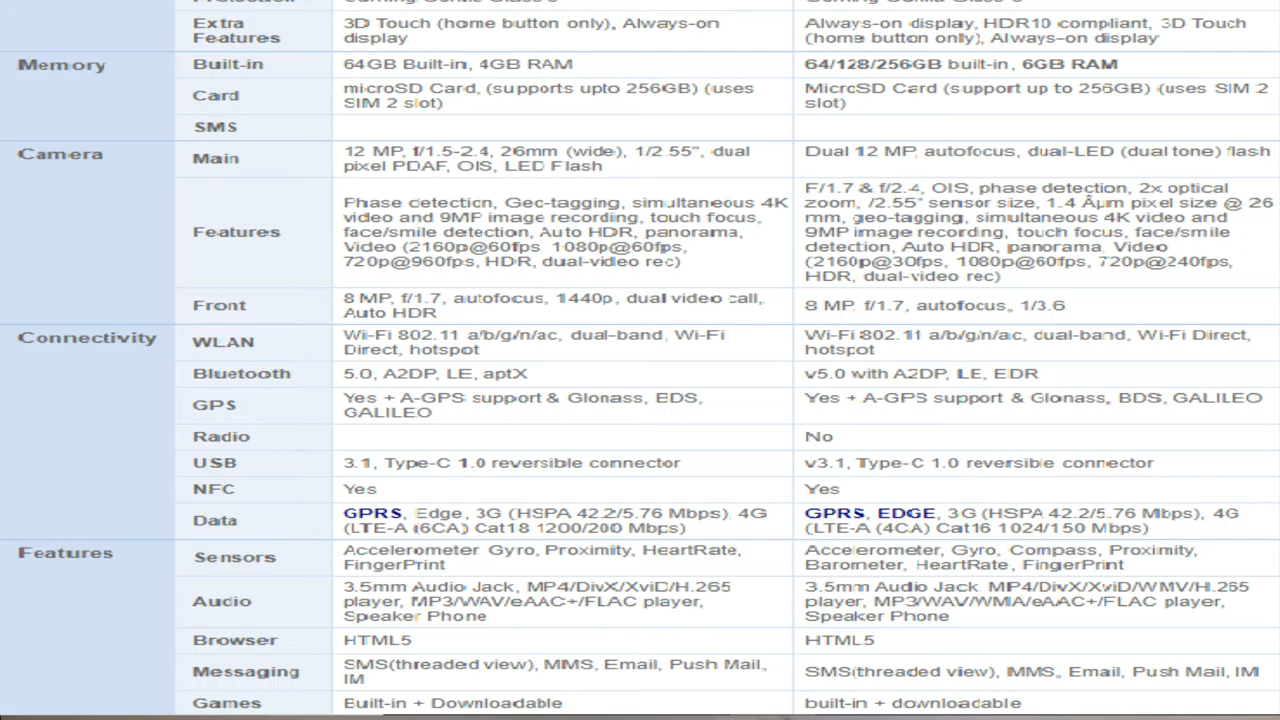 Extra
Features
3D Touch (home button only), Always-on
display
Always-on display, HDR10 compliant, 3D Touch
(home button only), Always-on display
Memory
Built-in
64GB Built-in, 4GB RAM
64/128/256GB built-in, 6GB RAM
Card
microSD Card, (supports upto 256GB) (uses
SIM 2 slot)
MicroSD Card (support up to 256GB) (uses SIM 2
slot)
SMS
Camera
Main
12 MP, f/1.5-2.4, 26mm (wide), 1/2.55", dual
pixel PDAF, OIS, LED Flash
Dual 12 MP, autofocus, dual-LED (dual tone) flash
Features
Phase detection, Geo-tagging, simultaneous 4K
video and 9MP image recording, touch focus,
face/smile detection, Auto HDR, panorama,
Video (2160p@60fps 1080p@60fps,
720p@960fps, HDR, dual-video rec)
F/1.7 & f/2.4, OIS, phase detection, 2x optical
zoom, /2.55" sensor size, 1.4 Âµm pixel size @ 26
mm, geo-tagging, simultaneous 4K video and
9MP image recording, touch focus, face/smile
detection, Auto HDR, panorama, Video
(2160p@30fps, 1080p@60fps, 720p@240fps,
HDR, dual-video rec)
Front
8 MP, f/1.7, autofocus, 1440p, dual video call,
Auto HDR
8 MP, f/1.7, autofocus, 1/3.6
Connectivity
WLAN
Wi-Fi 802.11 a/b/g/n/ac, dual-band, Wi-Fi
Direct, hotspot
Wi-Fi 802.11 a/b/g/n/ac, dual-band, Wi-Fi Direct,
hotspot
Bluetooth
5.0, A2DP, LE, aptX
v5.0 with A2DP, LE, EDR
GPS
Yes + A-GPS support & Glonass, EDS,
GALILEO
Yes + A-GPS support & Glonass, BDS, GALILEO
Radio
No
USB
3.1, Type-C 1.0 reversible connector
v3.1, Type-C 1.0 reversible connector
NFC
Yes
Yes
Data
GPRS, Edge, 3G (HSPA 42.2/5.76 Mbps), 4G
(LTE-A (6CA) Cat18 1200/200 Mbps)
GPRS, EDGE, 3G (HSPA 42.2/5.76 Mbps), 4G
(LTE-A (4CA) Cat16 1024/150 Mbps)
Features
Sensors
Accelerometer, Gyro, Proximity, HeartRate,
FingerPrint
Accelerometer, Gyro, Compass, Proximity,
Barometer, HeartRate, FingerPrint
Audio
3.5mm Audio Jack, MP4/DivX/XviD/H.265
player, MP3/WAV/eAAC+/FLAC player,
Speaker Phone
3.5mm Audio Jack, MP4/DivX/XviD/WMV/H.265
player, MP3/WAV/WMA/eAAC+/FLAC player,
Speaker Phone
Browser
HTML5
HTML5
Messaging
SMS(threaded view), MMS, Email, Push Mail,
IM
SMS(threaded view), MMS, Email, Push Mail, IM
Games
Built-in + Downloadable
built-in + downloadable